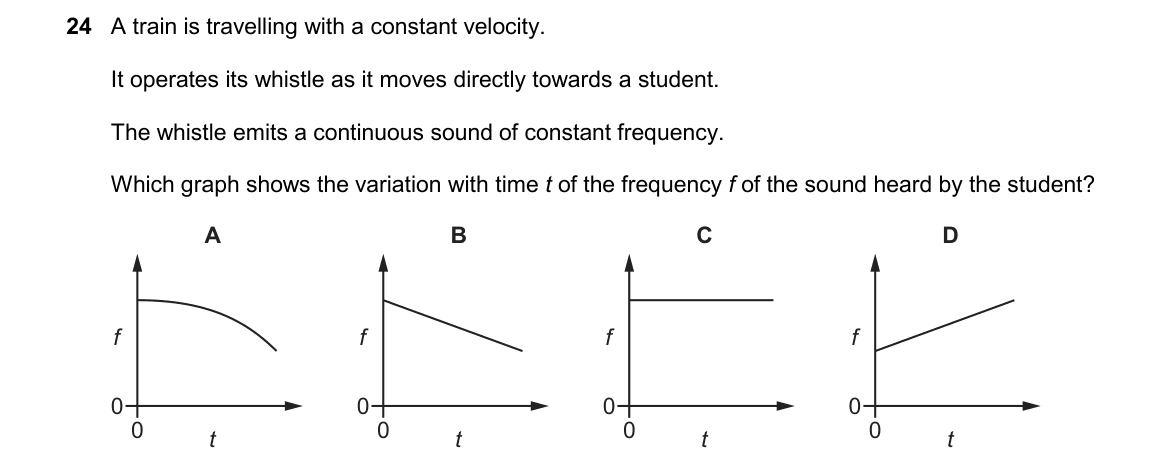 24 A train is travelling with a constant velocity.
It operates its whistle as it moves directly towards a student.
The whistle emits a continuous sound of constant frequency.
Which graph shows the variation with time t of the frequency f of the sound heard by the student?
A B C D
f f f f
0 0 0 0
0 0 0 0
t t t t